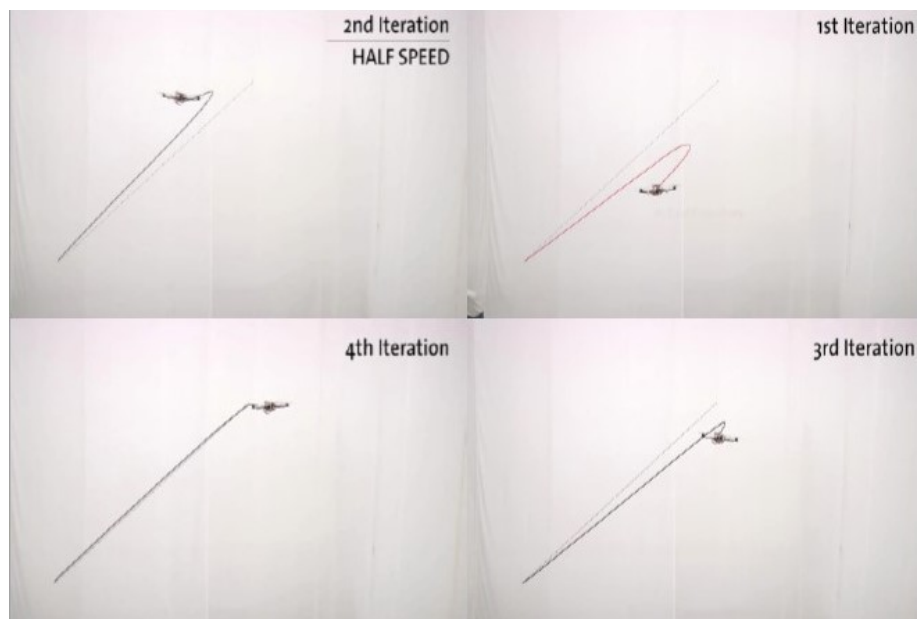 2nd Iteration
HALF SPEED
1st Iteration
4th Iteration
3rd Iteration